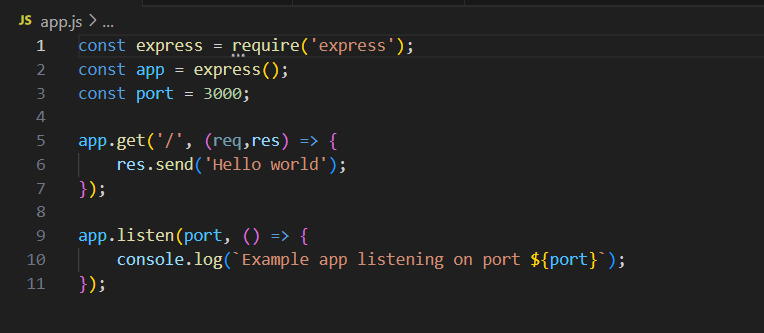 JS app.js > ...
1 const express = require('express');
2 const app = express();
3 const port = 3000;
4
5 app.get('/', (req,res) => {
6     res.send('Hello world');
7 });
8
9 app.listen(port, () => {
10     console.log(`Example app listening on port ${port}`);
11 });